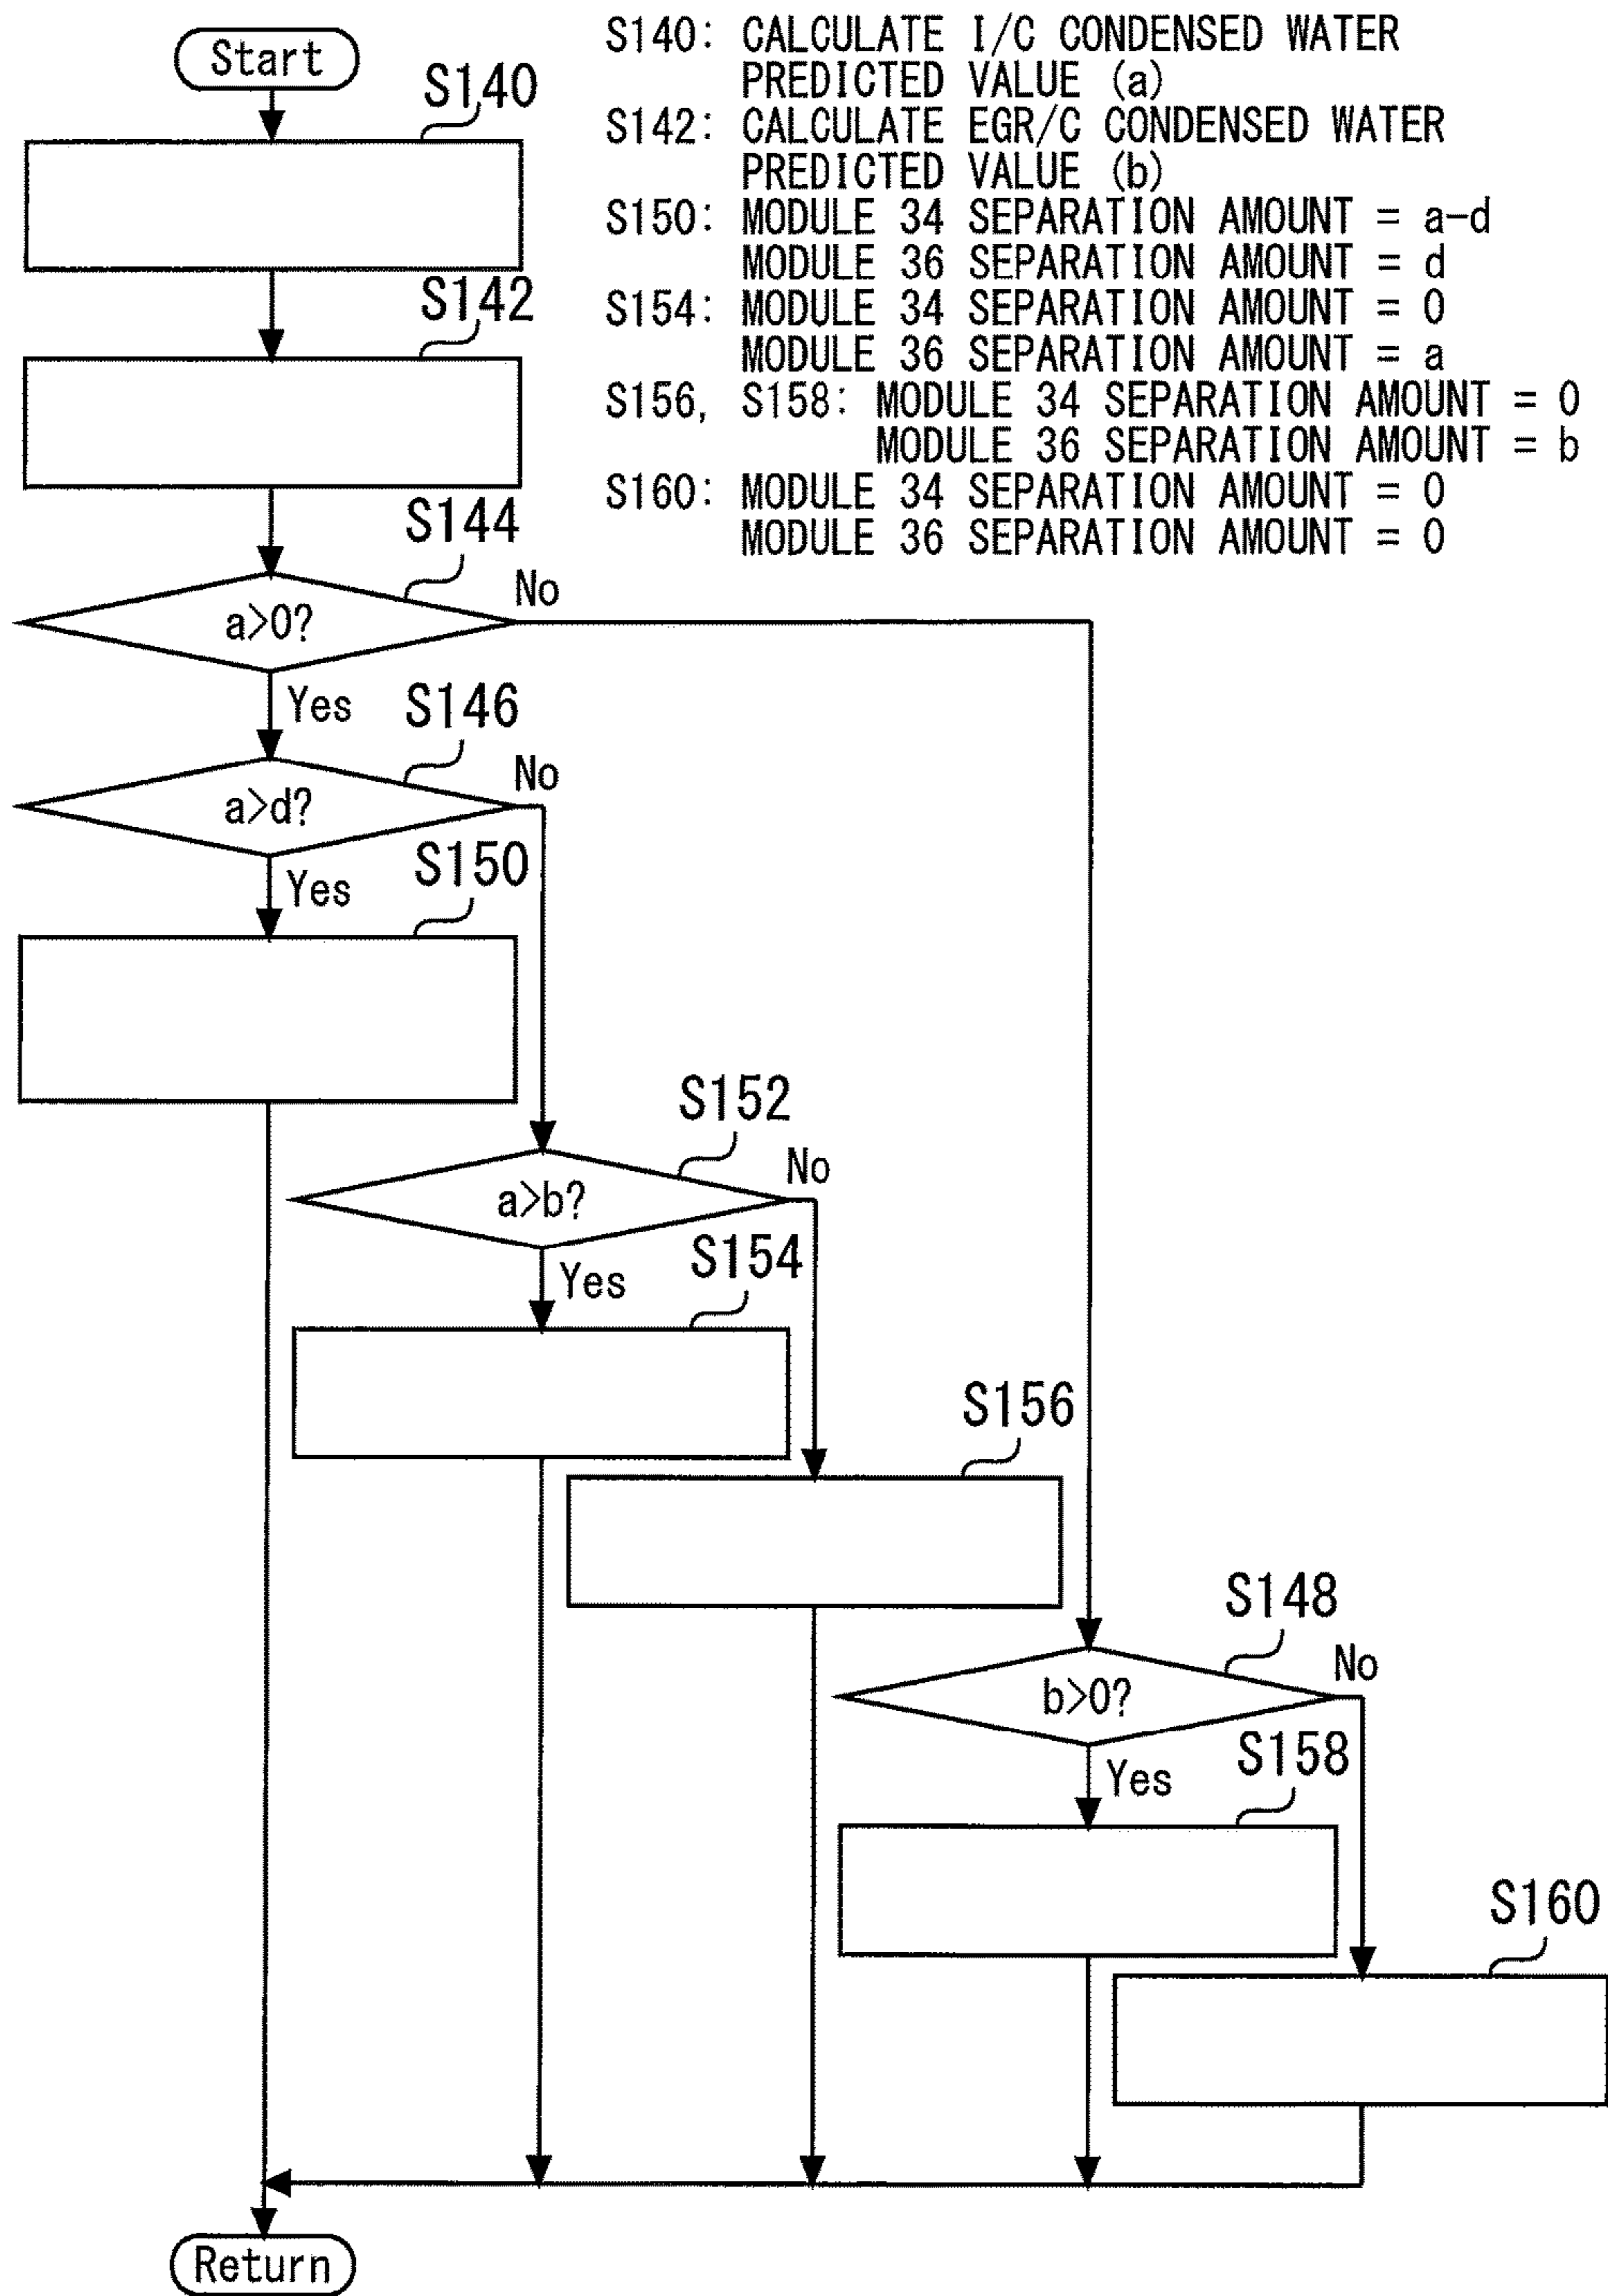 S140: CALCULATE I/C CONDENSED WATER
PREDICTED VALUE (a)
S142: CALCULATE EGR/C CONDENSED WATER
PREDICTED VALUE (b)
S150: MODULE 34 SEPARATION AMOUNT = a-d
MODULE 36 SEPARATION AMOUNT = d
S154: MODULE 34 SEPARATION AMOUNT = 0
MODULE 36 SEPARATION AMOUNT = a
S156, S158: MODULE 34 SEPARATION AMOUNT = 0
MODULE 36 SEPARATION AMOUNT = b
S160: MODULE 34 SEPARATION AMOUNT = 0
MODULE 36 SEPARATION AMOUNT = 0
Start
S140
S142
S144
a>0?
No
Yes
S146
a>d?
No
Yes
S150
S152
a>b?
No
Yes
S154
S156
S148
b>0?
No
Yes
S158
S160
Return